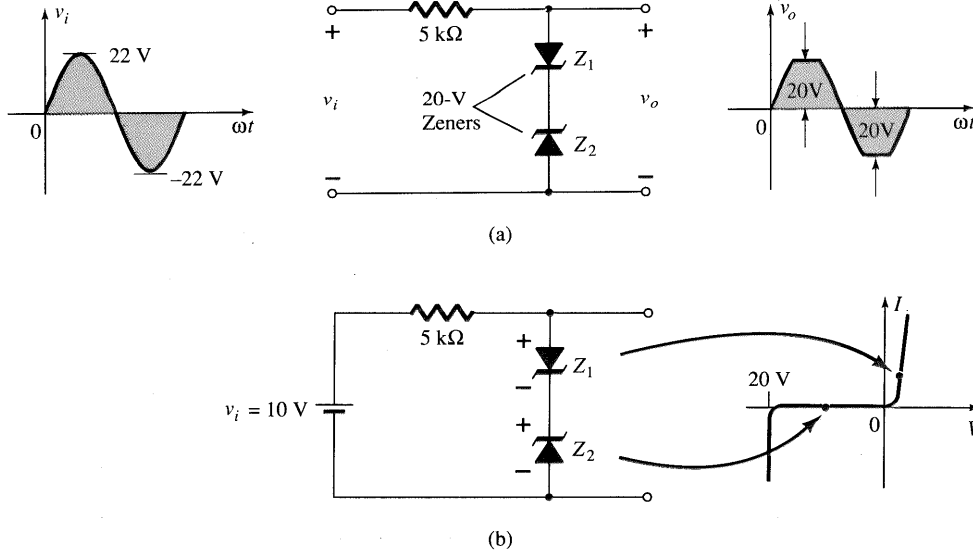 v_i
22 V
0
ωt
−22 V
+
5 kΩ
+
Z_1
v_i
20-V
Zeners
v_o
Z_2
−
−
v_o
20V
0
20V
ωt
(a)
5 kΩ
+
Z_1
−
v_i = 10 V
+
Z_2
−
I
20 V
0
(b)